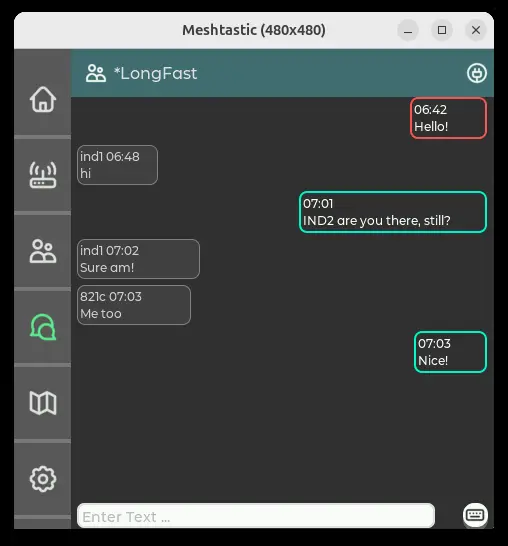 Meshtastic (480x480)
*LongFast
06:42
Hello!
ind1 06:48
hi
07:01
IND2 are you there, still?
ind1 07:02
Sure am!
821c 07:03
Me too
07:03
Nice!
Enter Text ...